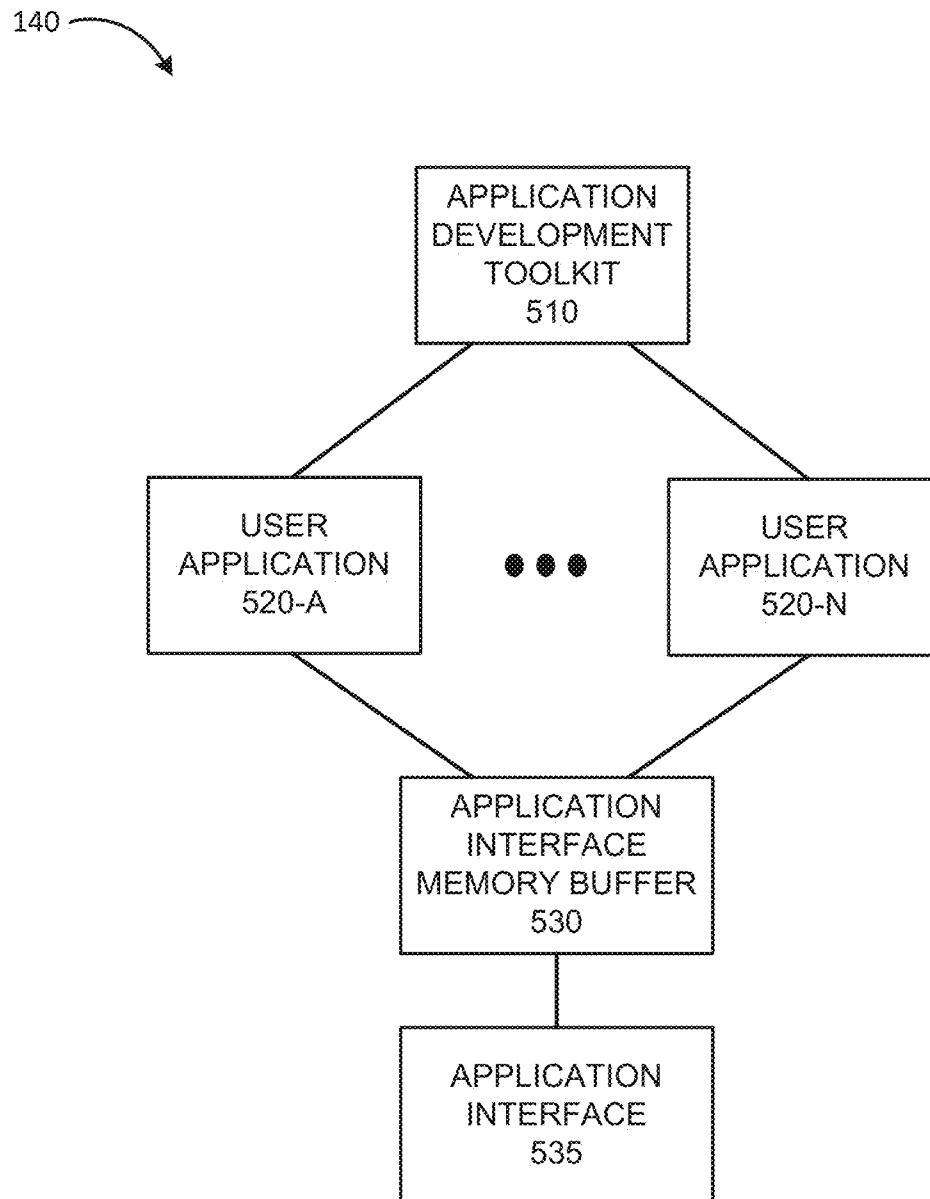 140
APPLICATION
DEVELOPMENT
TOOLKIT
510
USER
APPLICATION
520-A
USER
APPLICATION
520-N
APPLICATION
INTERFACE
MEMORY BUFFER
530
APPLICATION
INTERFACE
535